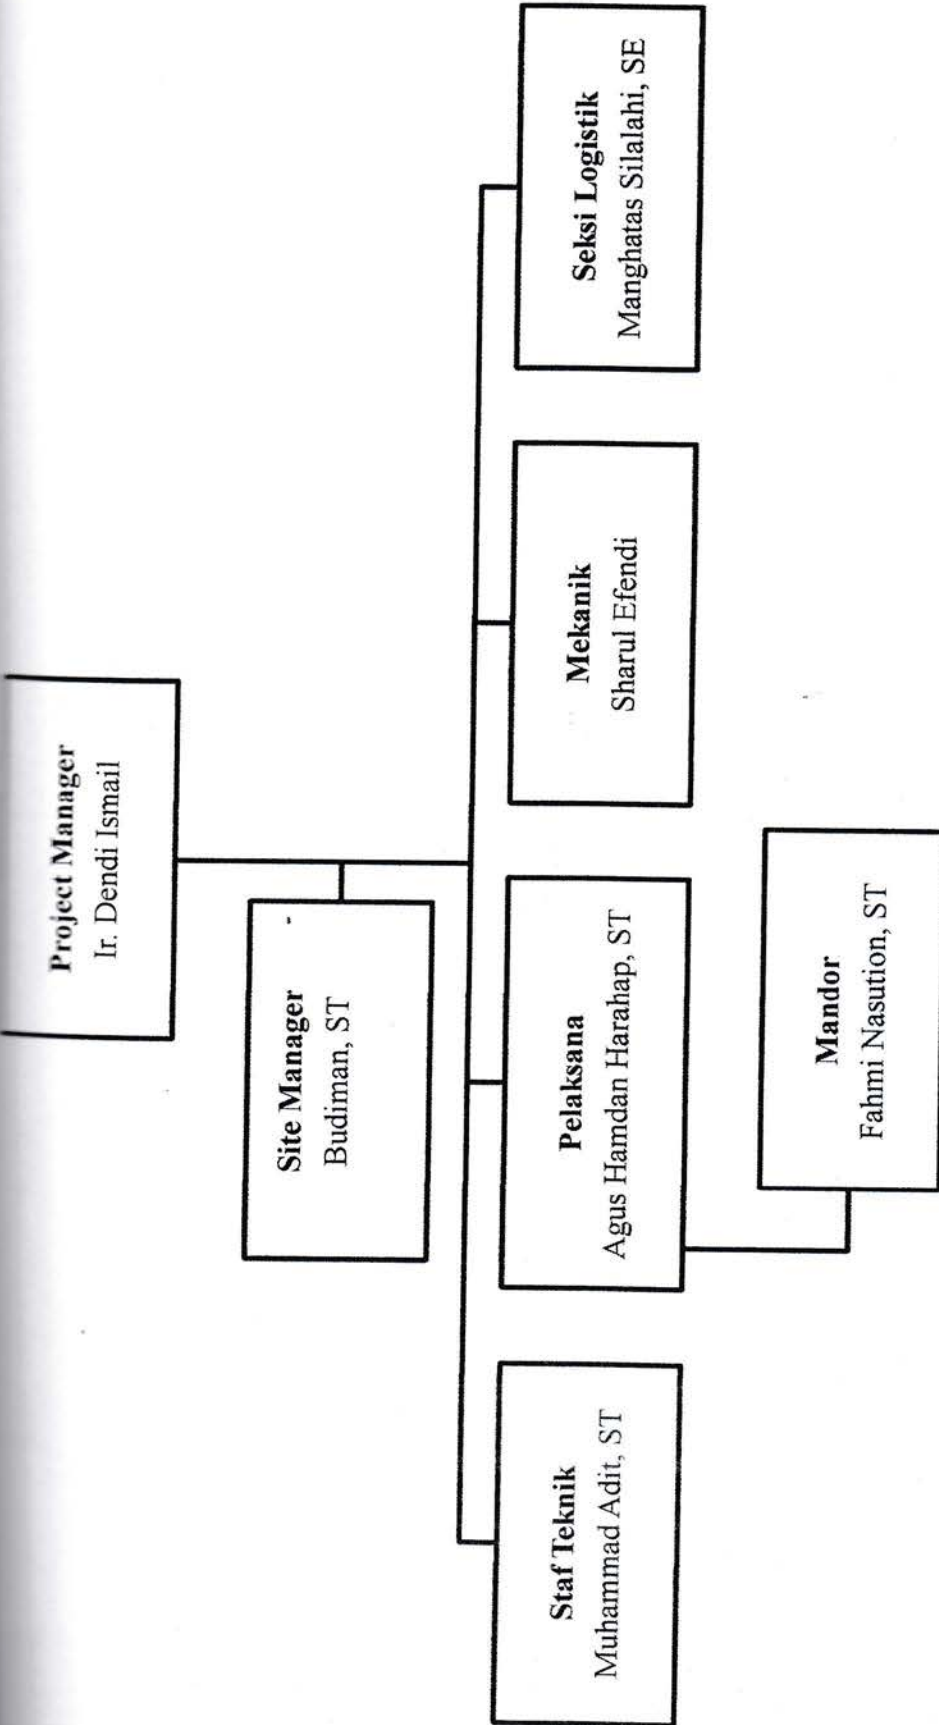 Project Manager
Ir. Dendi Ismail
Site Manager
Budiman, ST
Staf Teknik
Muhammad Adit, ST
Pelaksana
Agus Hamdan Harahap, ST
Mekanik
Sharul Efendi
Seksi Logistik
Manghatas Silalahi, SE
Mandor
Fahmi Nasution, ST